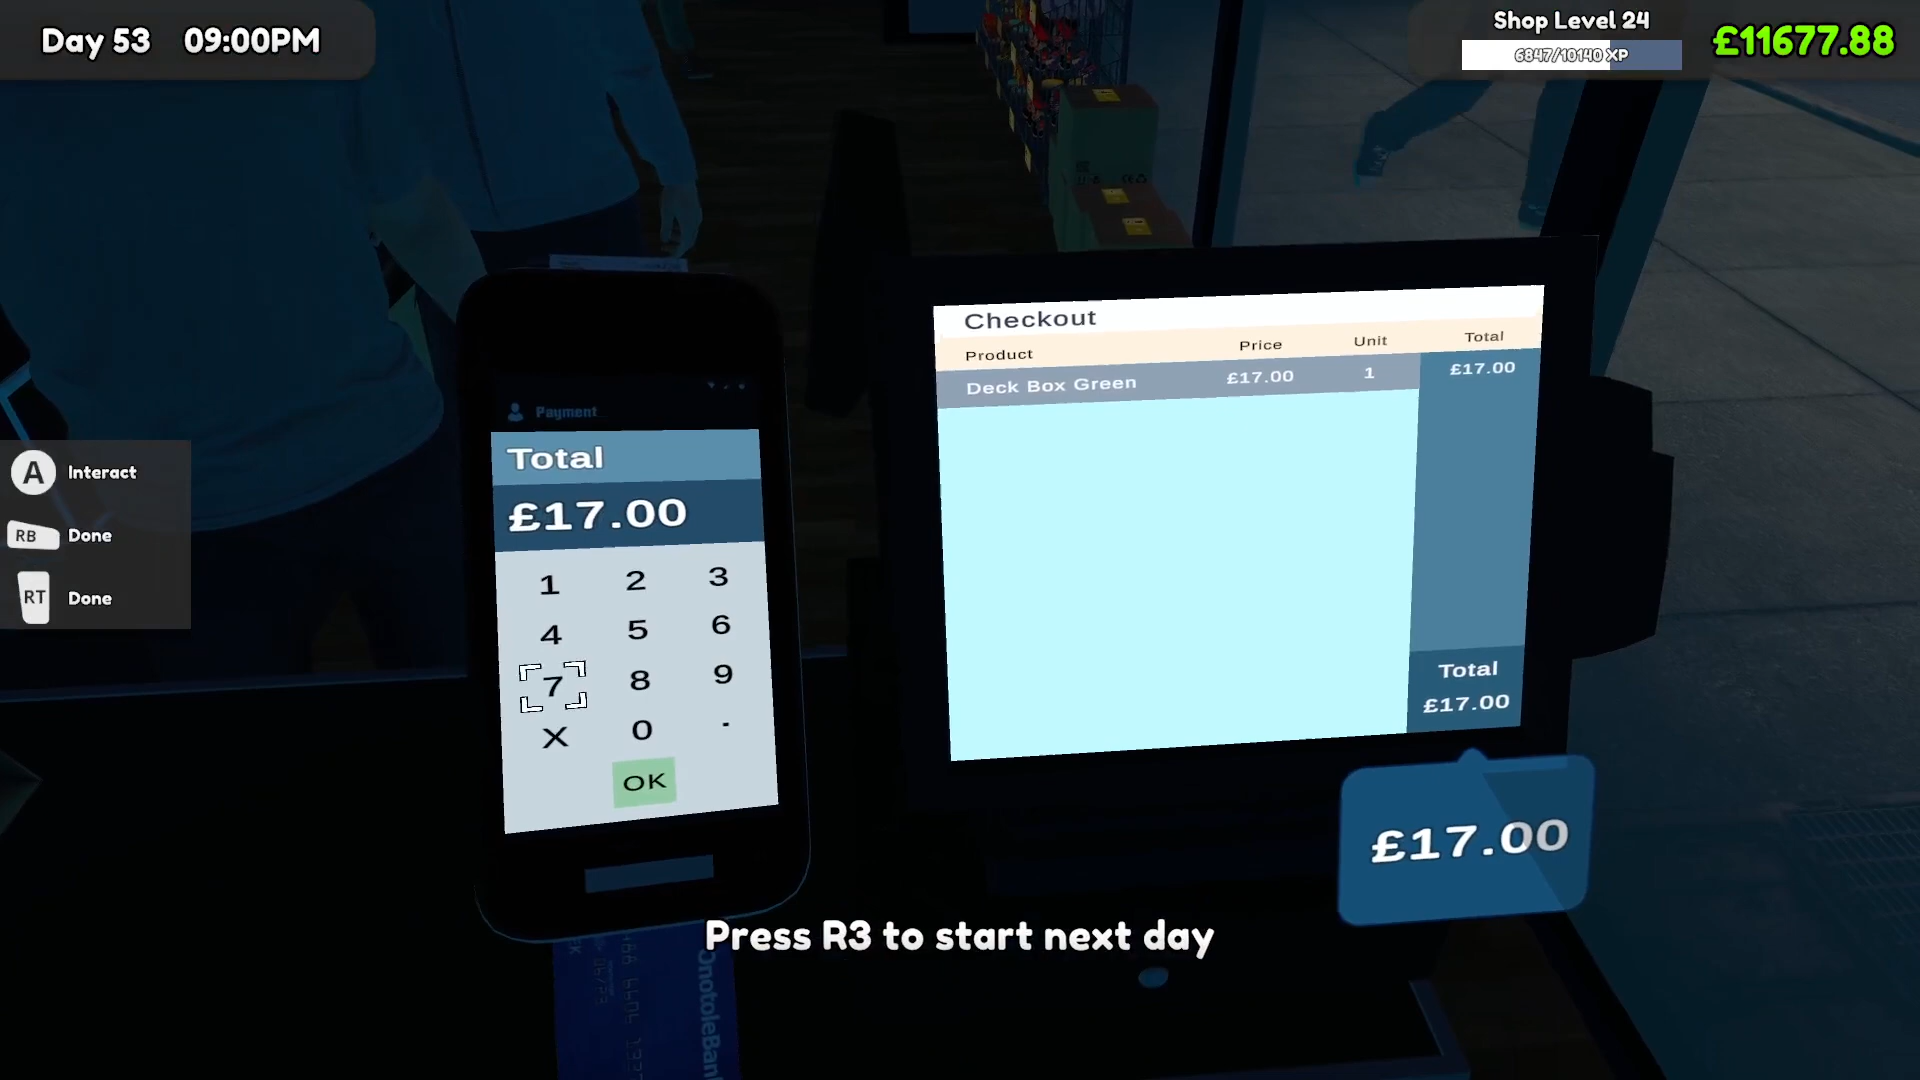 Day 53 09:00PM
Shop Level 24
6847/10140 XP
£11677.88
A Interact
RB Done
RT Done
Payment
Total
£17.00
1 2 3
4 5 6
7 8 9
X 0 .
OK
Checkout
Product Price Unit Total
Deck Box Green £17.00 1 £17.00
Total
£17.00
£17.00
Press R3 to start next day
OnotoleBank